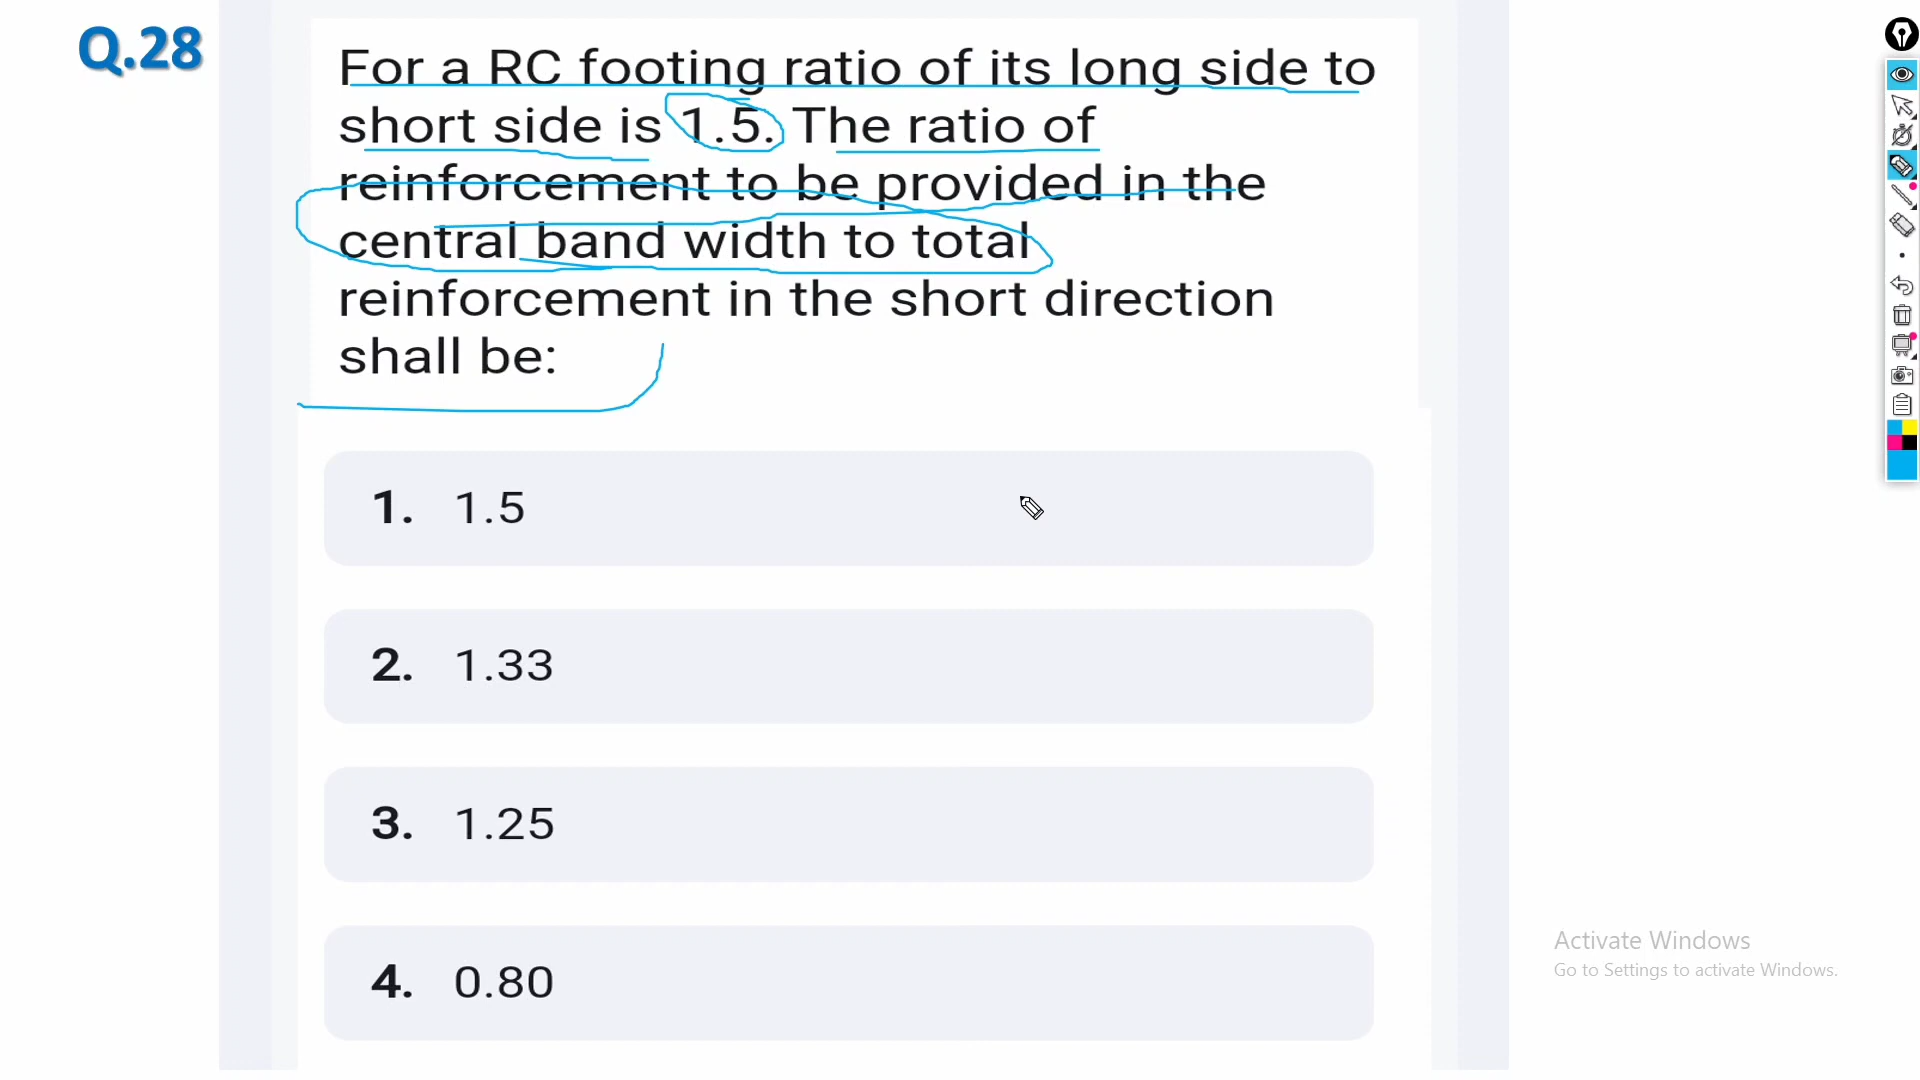 Q.28
For a RC footing ratio of its long side to
short side is 1.5. The ratio of
reinforcement to be provided in the
central band width to total
reinforcement in the short direction
shall be:
1. 1.5
2. 1.33
3. 1.25
4. 0.80
Activate Windows
Go to Settings to activate Windows.